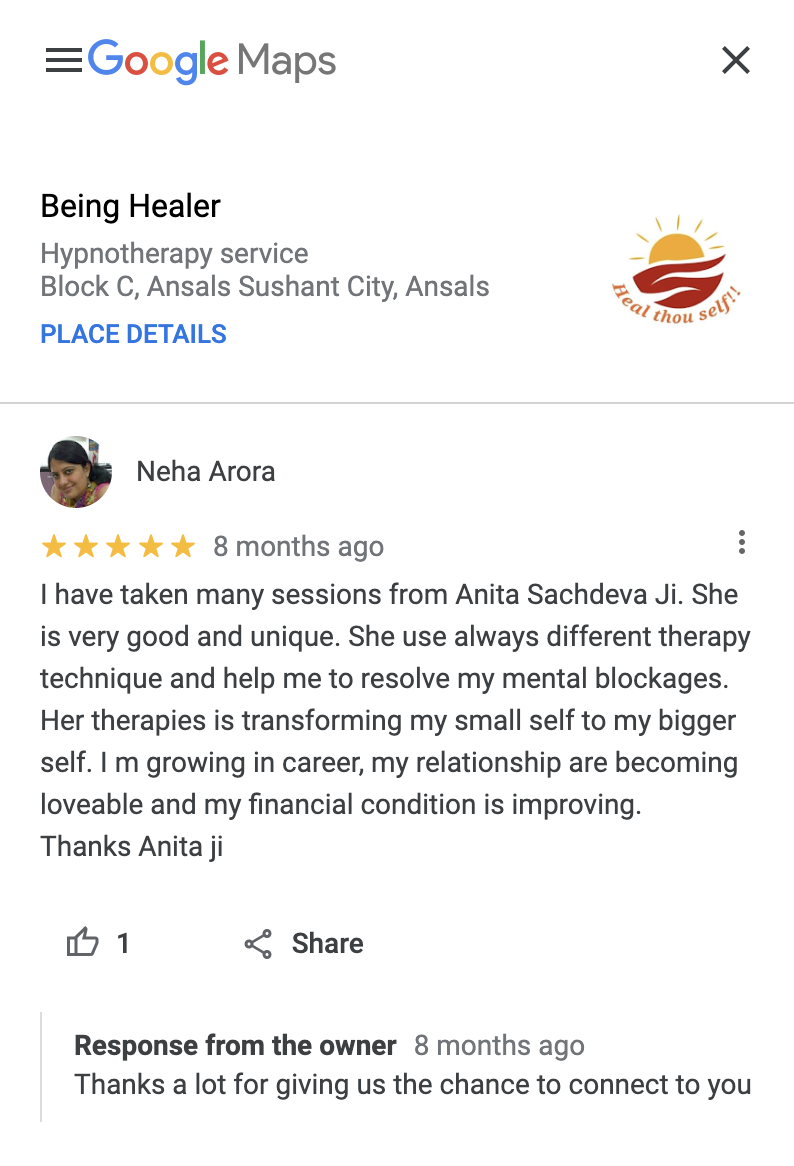 Google Maps
Being Healer
Hypnotherapy service
Block C, Ansals Sushant City, Ansals
PLACE DETAILS
Heal thou self!!
Neha Arora
8 months ago
I have taken many sessions from Anita Sachdeva Ji. She
is very good and unique. She use always different therapy
technique and help me to resolve my mental blockages.
Her therapies is transforming my small self to my bigger
self. I m growing in career, my relationship are becoming
loveable and my financial condition is improving.
Thanks Anita ji
1 Share
Response from the owner 8 months ago
Thanks a lot for giving us the chance to connect to you